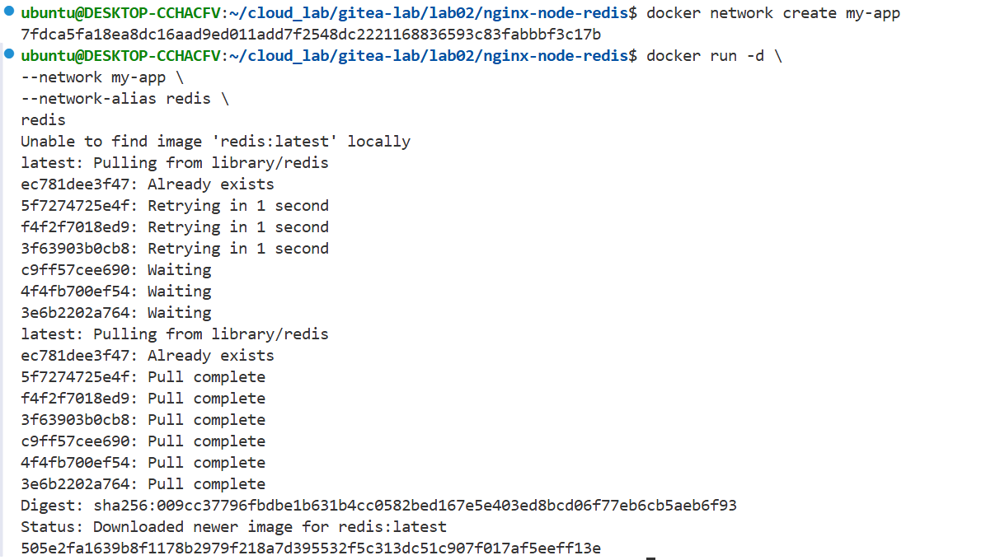 ubuntu@DESKTOP-CCHACFV:~/cloud_lab/gitea-lab/lab02/nginx-node-redis$ docker network create my-app
7fdca5fa18ea8dc16aad9ed011add7f2548dc2221168836593c83fabbbf3c17b
ubuntu@DESKTOP-CCHACFV:~/cloud_lab/gitea-lab/lab02/nginx-node-redis$ docker run -d \
--network my-app \
--network-alias redis \
redis
Unable to find image 'redis:latest' locally
latest: Pulling from library/redis
ec781dee3f47: Already exists
5f7274725e4f: Retrying in 1 second
f4f2f7018ed9: Retrying in 1 second
3f63903b0cb8: Retrying in 1 second
c9ff57cee690: Waiting
4f4fb700ef54: Waiting
3e6b2202a764: Waiting
latest: Pulling from library/redis
ec781dee3f47: Already exists
5f7274725e4f: Pull complete
f4f2f7018ed9: Pull complete
3f63903b0cb8: Pull complete
c9ff57cee690: Pull complete
4f4fb700ef54: Pull complete
3e6b2202a764: Pull complete
Digest: sha256:009cc37796fbdbe1b631b4cc0582bed167e5e403ed8bcd06f77eb6cb5aeb6f93
Status: Downloaded newer image for redis:latest
505e2fa1639b8f1178b2979f218a7d395532f5c313dc51c907f017af5eeff13e